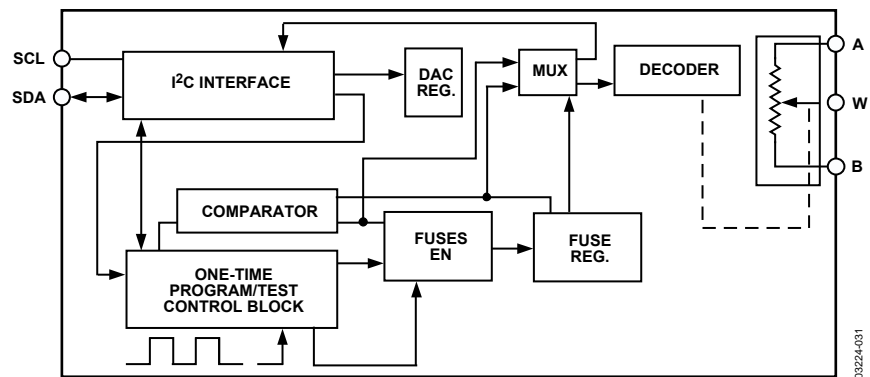 SCL
SDA
I²C INTERFACE
DAC
REG.
MUX
DECODER
A
W
B
COMPARATOR
FUSES
EN
FUSE
REG.
ONE-TIME
PROGRAM/TEST
CONTROL BLOCK
03224-031